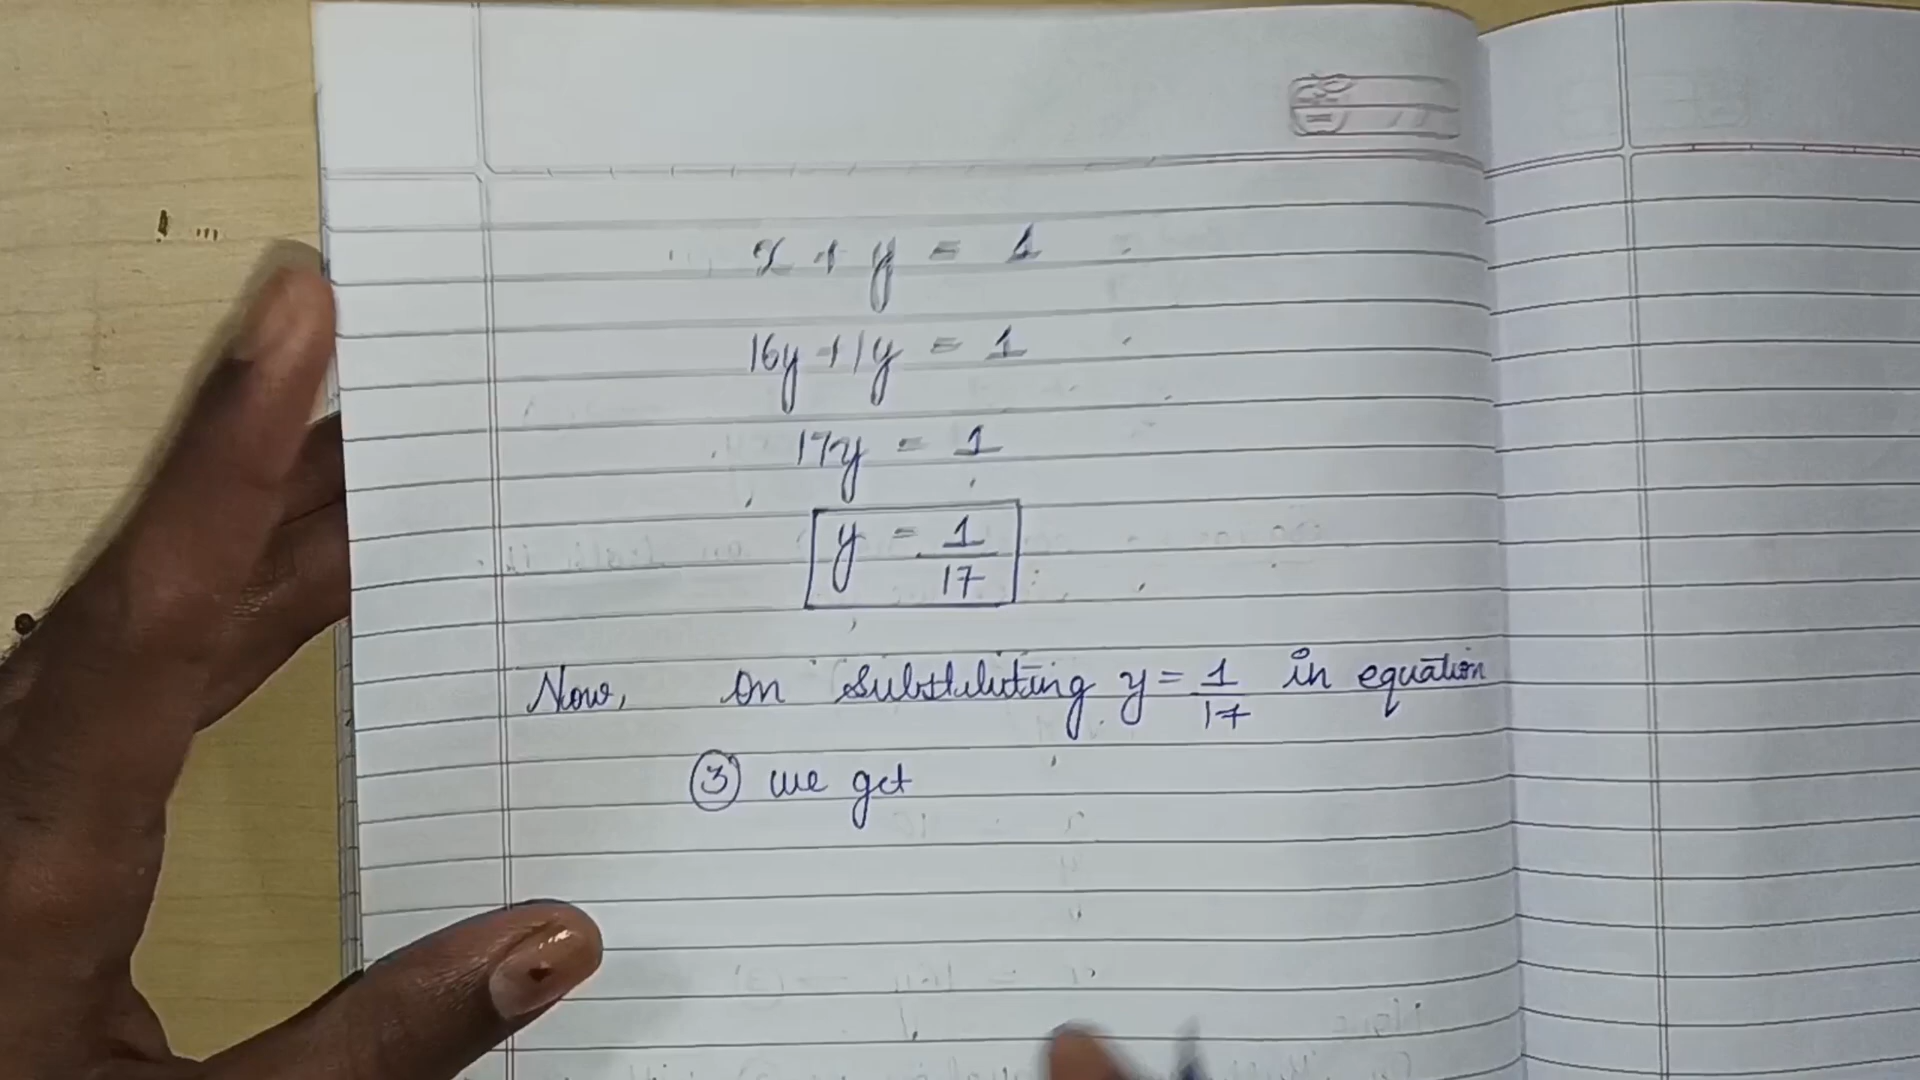 x + y = 1
16y + 1y = 1
17y = 1
y = 1/17
Now, On Substituting y = 1/17 in equation
③ we get